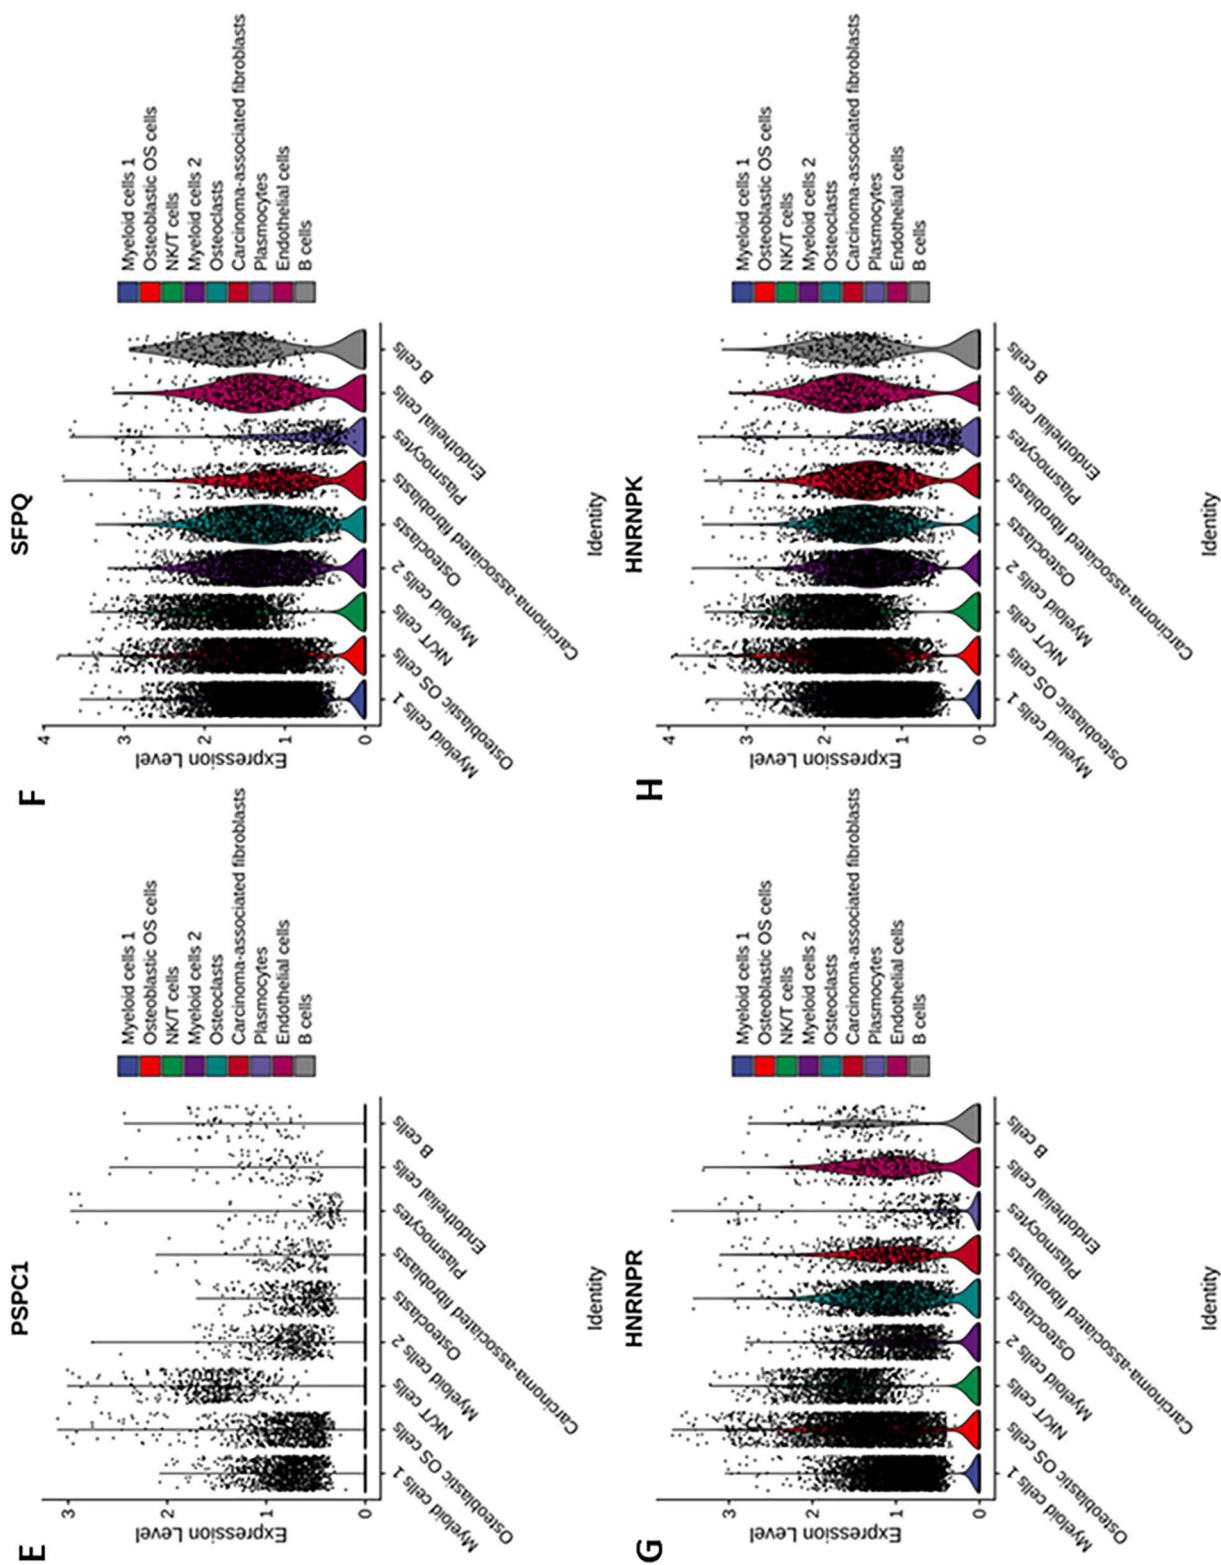 E
PSPC1
Expression Level
3
2
1
0
Myeloid cells 1
Osteoblastic OS cells
NK/T cells
Myeloid cells 2
Osteoclasts
Carcinoma-associated fibroblasts
Plasmocytes
Endothelial cells
B cells
Identity
Myeloid cells 1
Osteoblastic OS cells
NK/T cells
Myeloid cells 2
Osteoclasts
Carcinoma-associated fibroblasts
Plasmocytes
Endothelial cells
B cells
F
SFPQ
Expression Level
4
3
2
1
0
Myeloid cells 1
Osteoblastic OS cells
NK/T cells
Myeloid cells 2
Osteoclasts
Carcinoma-associated fibroblasts
Plasmocytes
Endothelial cells
B cells
Identity
Myeloid cells 1
Osteoblastic OS cells
NK/T cells
Myeloid cells 2
Osteoclasts
Carcinoma-associated fibroblasts
Plasmocytes
Endothelial cells
B cells
G
HNRNPR
Expression Level
3
2
1
0
Myeloid cells 1
Osteoblastic OS cells
NK/T cells
Myeloid cells 2
Osteoclasts
Carcinoma-associated fibroblasts
Plasmocytes
Endothelial cells
B cells
Identity
Myeloid cells 1
Osteoblastic OS cells
NK/T cells
Myeloid cells 2
Osteoclasts
Carcinoma-associated fibroblasts
Plasmocytes
Endothelial cells
B cells
H
HNRNPK
Expression Level
4
3
2
1
0
Myeloid cells 1
Osteoblastic OS cells
NK/T cells
Myeloid cells 2
Osteoclasts
Carcinoma-associated fibroblasts
Plasmocytes
Endothelial cells
B cells
Identity
Myeloid cells 1
Osteoblastic OS cells
NK/T cells
Myeloid cells 2
Osteoclasts
Carcinoma-associated fibroblasts
Plasmocytes
Endothelial cells
B cells